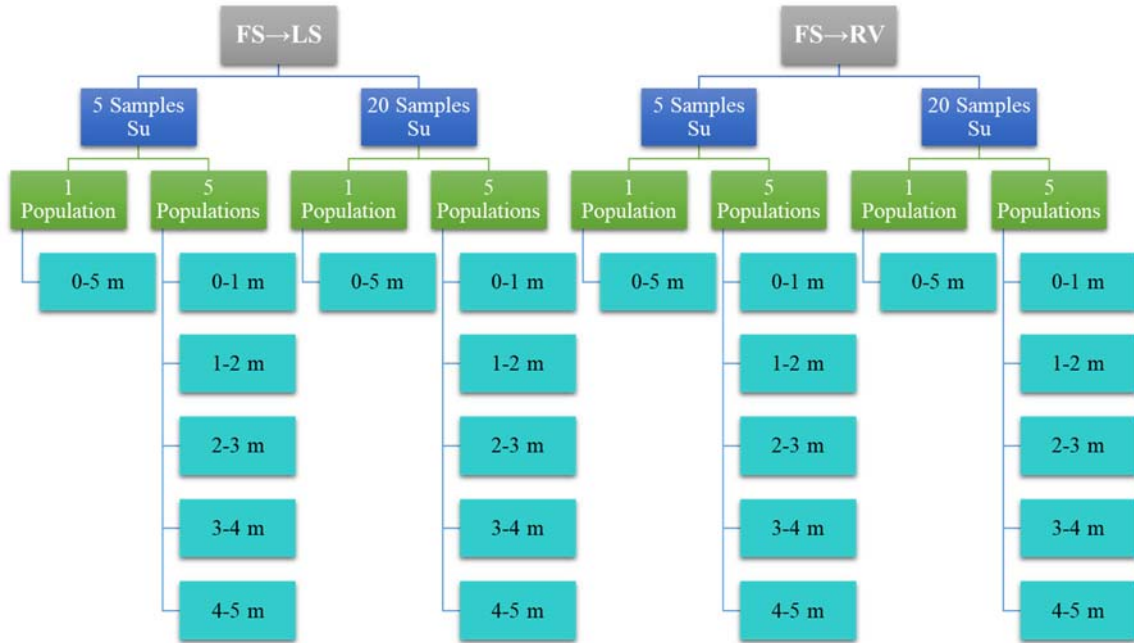 FS→LS
FS→RV
5 Samples
Su
20 Samples
Su
5 Samples
Su
20 Samples
Su
1
Population
5
Populations
1
Population
5
Populations
1
Population
5
Populations
1
Population
5
Populations
0-5 m
0-1 m
0-5 m
0-1 m
0-5 m
0-1 m
0-5 m
0-1 m
1-2 m
1-2 m
1-2 m
1-2 m
2-3 m
2-3 m
2-3 m
2-3 m
3-4 m
3-4 m
3-4 m
3-4 m
4-5 m
4-5 m
4-5 m
4-5 m